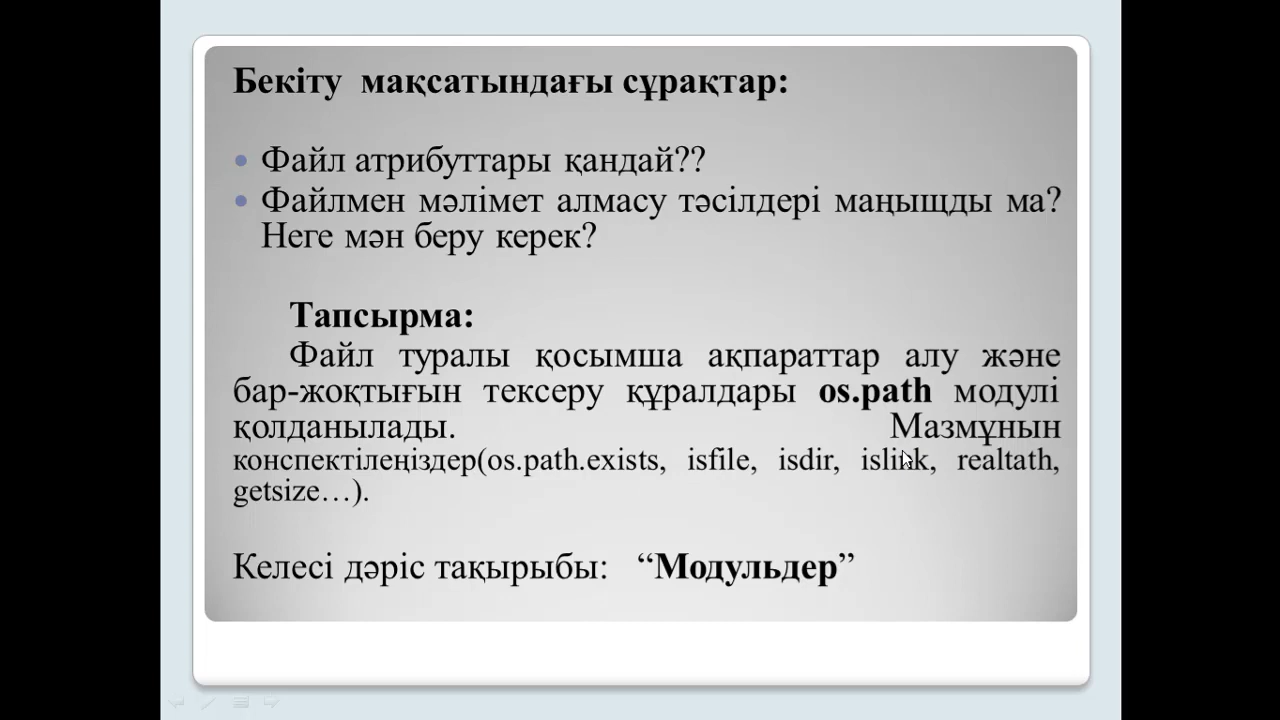 Бекіту мақсатындағы сұрақтар:
Файл атрибуттары қандай??
Файлмен мәлімет алмасу тәсілдері маңыщды ма?
Неге мән беру керек?
Тапсырма:
Файл туралы қосымша ақпараттар алу және
бар-жоқтығын тексеру құралдары os.path модулі
қолданылады. Мазмұнын
конспектілеңіздер(os.path.exists, isfile, isdir, islink, realtath,
getsize…).
Келесі дәріс тақырыбы: “Модульдер”